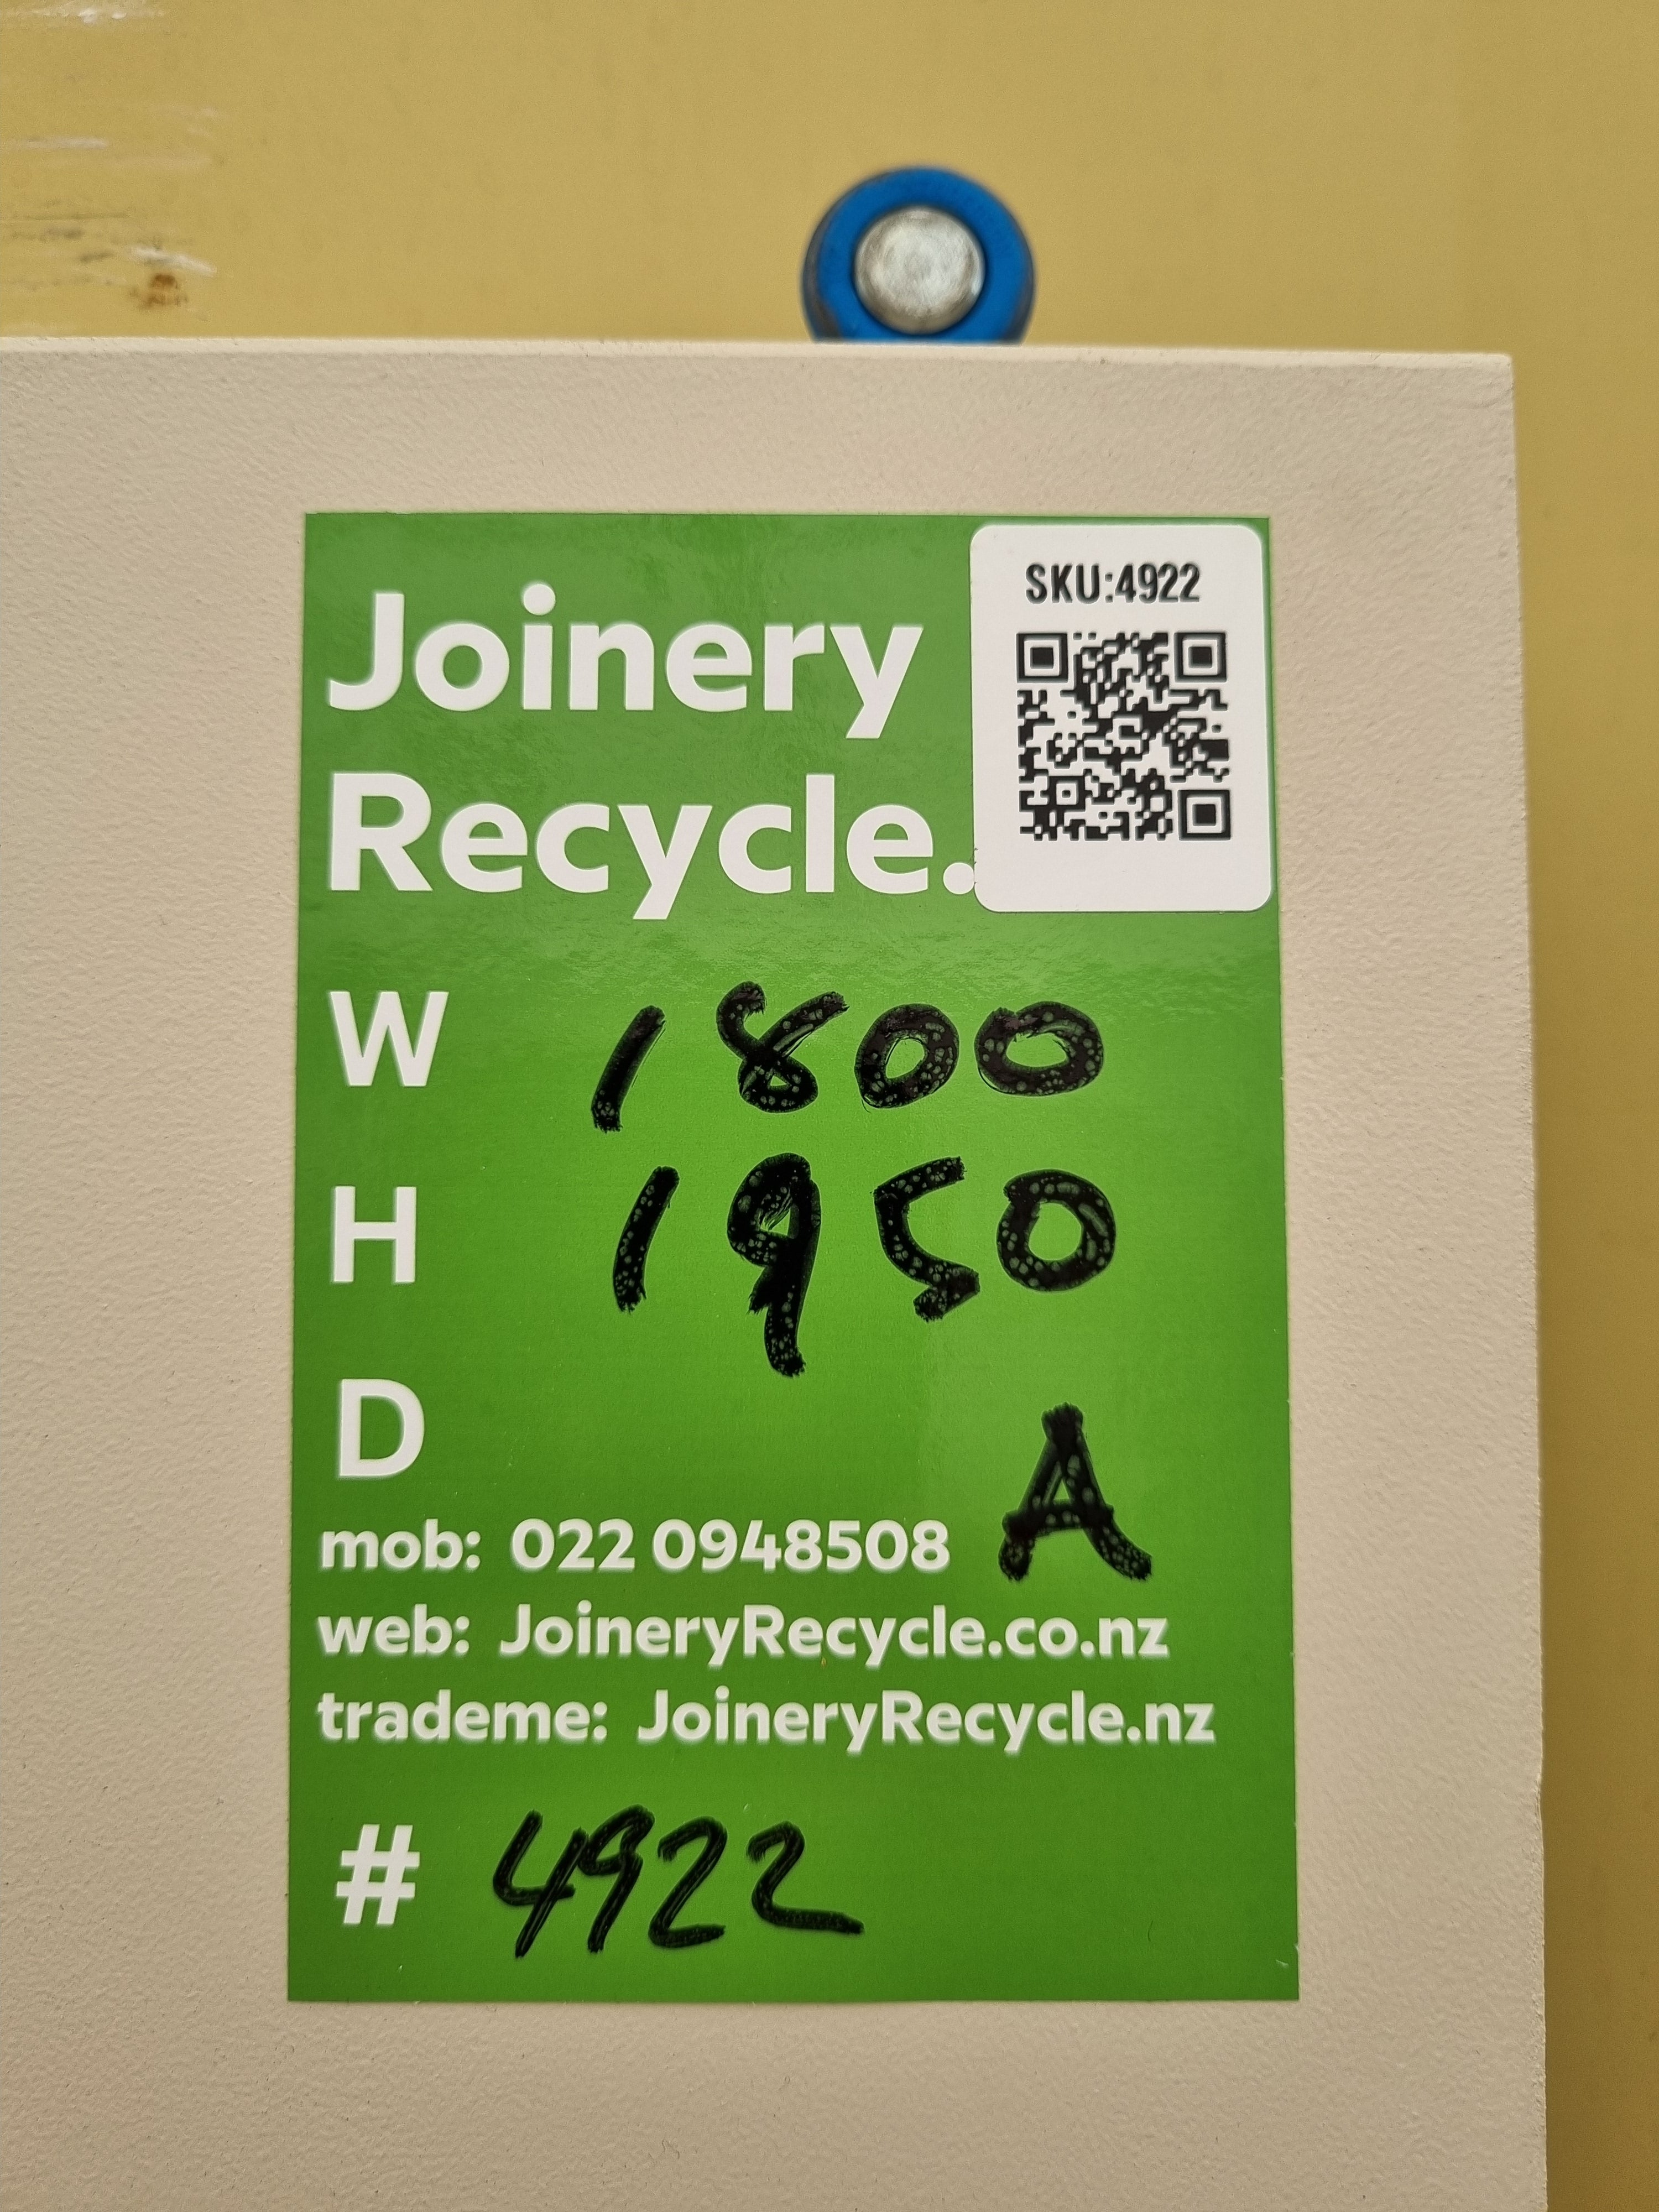 Joinery
Recycle.
SKU:4922
W 1800
H 1950
D
A
mob: 022 0948508
web: JoineryRecycle.co.nz
trademe: JoineryRecycle.nz
# 4922